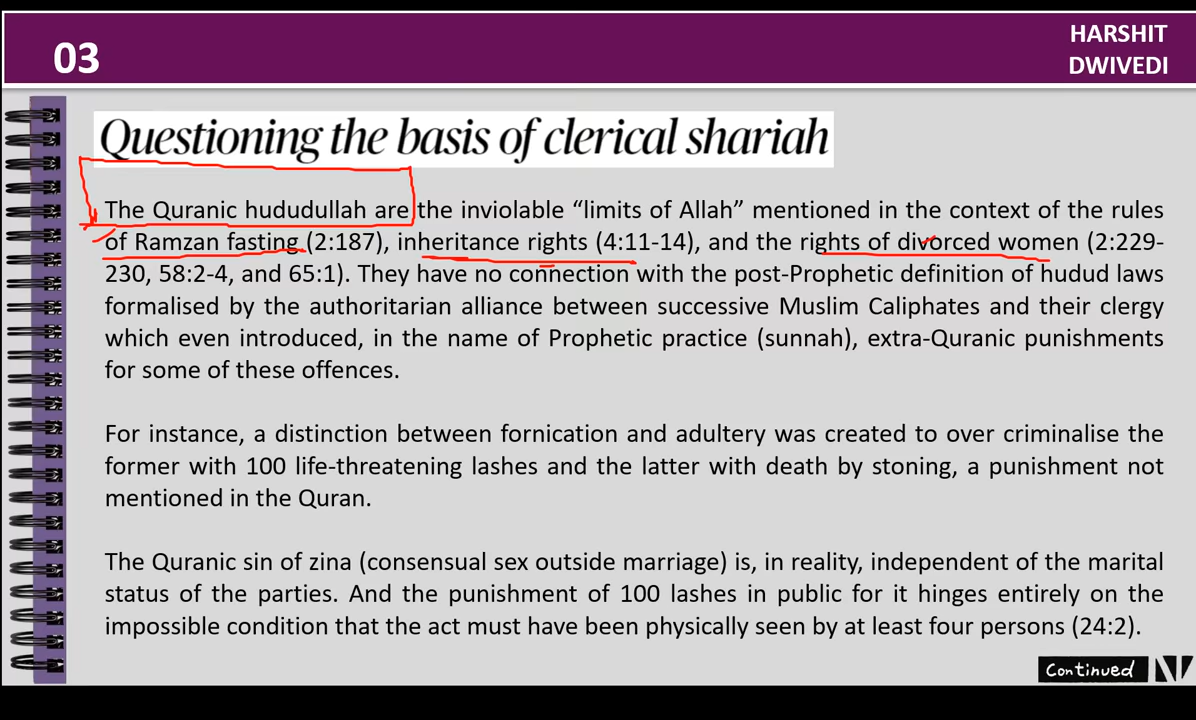 03
HARSHIT
DWIVEDI
Questioning the basis of clerical shariah
The Quranic hududullah are the inviolable “limits of Allah” mentioned in the context of the rules
of Ramzan fasting (2:187), inheritance rights (4:11-14), and the rights of divorced women (2:229-
230, 58:2-4, and 65:1). They have no connection with the post-Prophetic definition of hudud laws
formalised by the authoritarian alliance between successive Muslim Caliphates and their clergy
which even introduced, in the name of Prophetic practice (sunnah), extra-Quranic punishments
for some of these offences.
For instance, a distinction between fornication and adultery was created to over criminalise the
former with 100 life-threatening lashes and the latter with death by stoning, a punishment not
mentioned in the Quran.
The Quranic sin of zina (consensual sex outside marriage) is, in reality, independent of the marital
status of the parties. And the punishment of 100 lashes in public for it hinges entirely on the
impossible condition that the act must have been physically seen by at least four persons (24:2).
Continued